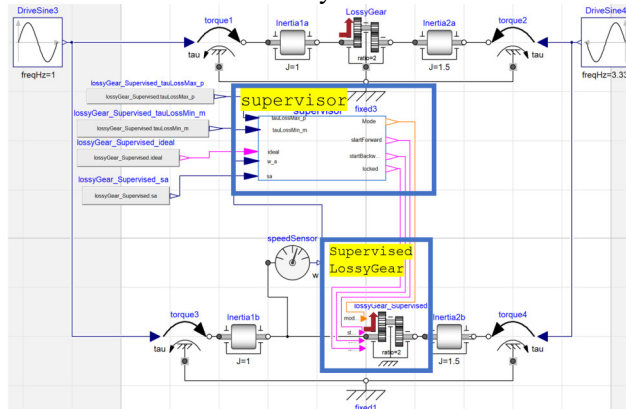 DriveSine3
torque1
Inertia1a
LossyGear
Inertia2a
torque2
DriveSine4
tau
ratio=2
tau
freqHz=1
J=1
J=1.5
freqHz=3.33
lossyGear_Supervised_tauLossMax_p
lossyGear_Supervised.tauLossMax_p
supervisor
fixed3
lossyGear_Supervised_tauLossMin_m
lossyGear_Supervised.tauLossMin_m
tauLossMax_p
Mode
tauLossMin_m
startForward
lossyGear_Supervised_ideal
lossyGear_Supervised.ideal
ideal
startBackw...
w_a
locked
lossyGear_Supervised_sa
lossyGear_Supervised.sa
sa
speedSensor
w
Supervised
LossyGear
lossyGear_Supervised
torque3
Inertia1b
mod...
st...
Inertia2b
torque4
tau
ratio=2
tau
J=1
J=1.5
fixed1